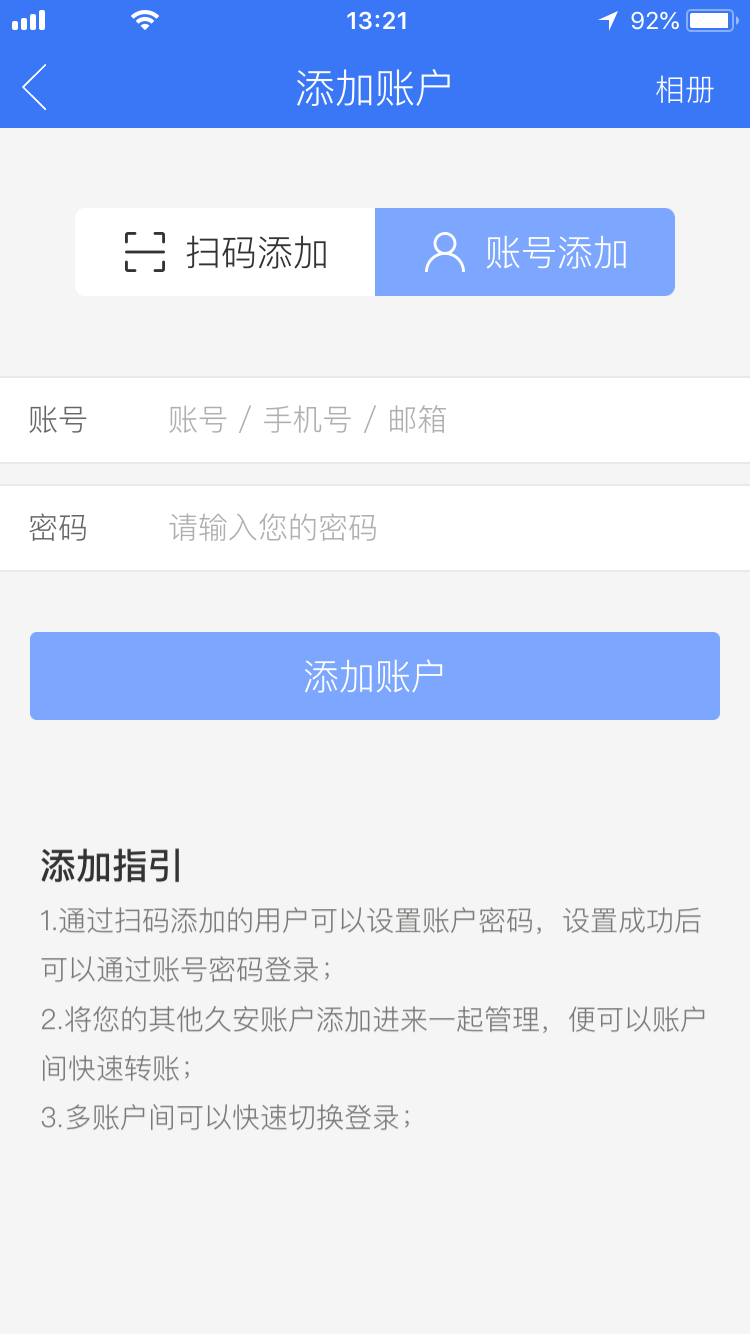 13:21
92%
添加账户
相册
扫码添加
账号添加
账号
账号 / 手机号 / 邮箱
密码
请输入您的密码
添加账户
添加指引
1.通过扫码添加的用户可以设置账户密码，设置成功后
可以通过账号密码登录；
2.将您的其他久安账户添加进来一起管理，便可以账户
间快速转账；
3.多账户间可以快速切换登录；